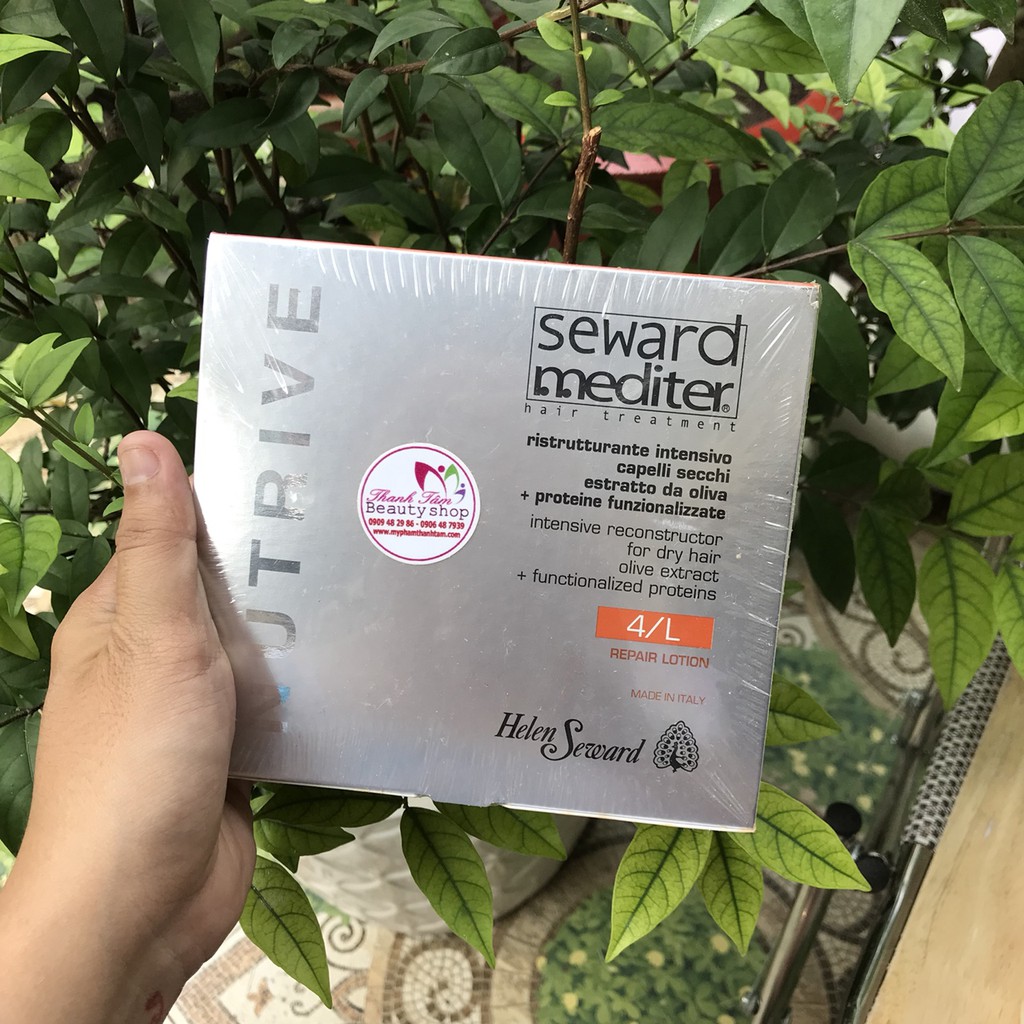 NUTRIVE
seward
mediter®
hair treatment
ristrutturante intensivo
capelli secchi
estratto da oliva
+ proteine funzionalizzate
intensive reconstructor
for dry hair
olive extract
+ functionalized proteins
4/L
REPAIR LOTION
MADE IN ITALY
Helen Seward
Thanh Tâm
Beauty shop
0909 48 29 86 - 0906 48 7939
www.myphamthanhtam.com